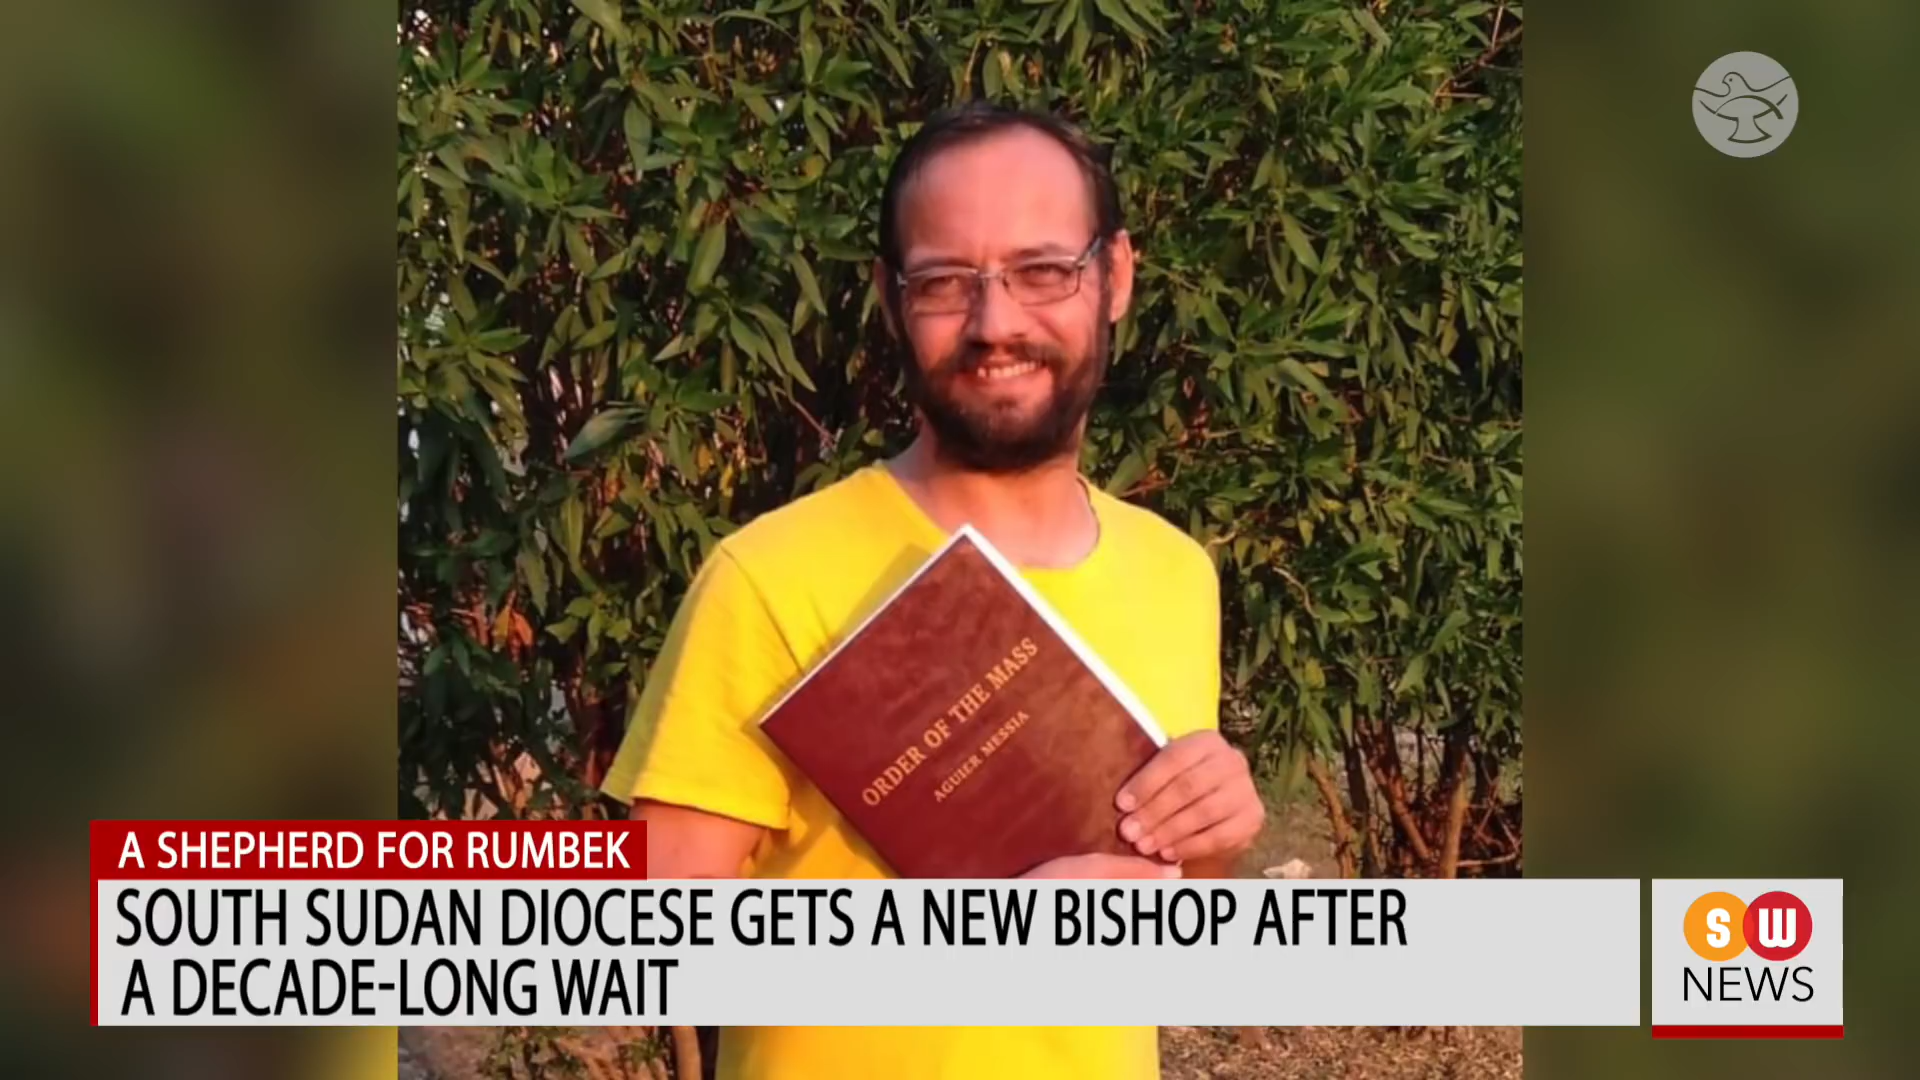 ORDER OF THE MASS
AGUIER MESSIA
A SHEPHERD FOR RUMBEK
SOUTH SUDAN DIOCESE GETS A NEW BISHOP AFTER
A DECADE-LONG WAIT
SW
NEWS